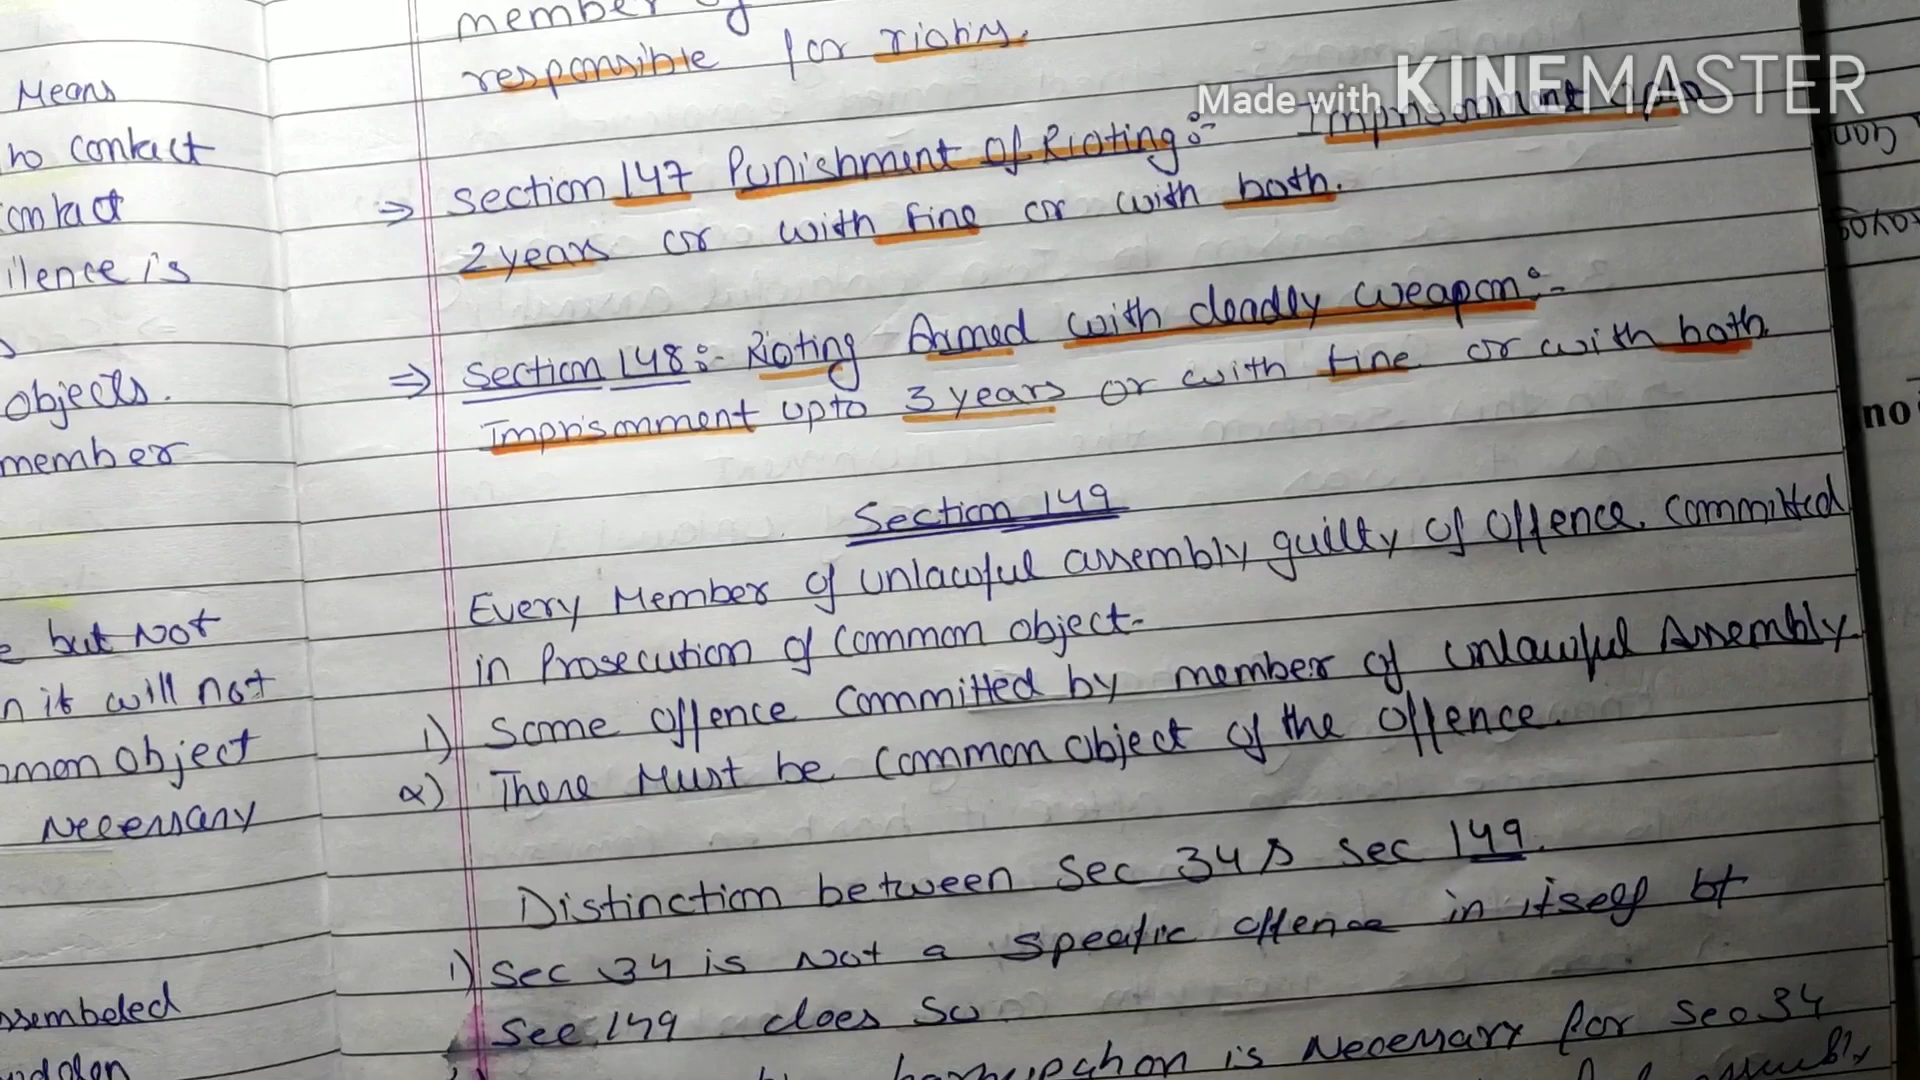 member of
responsible for rioting.
Made with KINEMASTER
⇒ section 147 Punishment of Rioting:- Imprisonment upto
2 years or with Fine or with both.
⇒ section 148:- Rioting Armed with deadly weapon:-
Imprisonment upto 3 years or with fine or with both.
Section 149
Every Member of unlawful assembly guilty of offence committed
in Prosecution of common object-
1) Some offence committed by member of unlawful Assembly
2) There Must be common object of the offence.
Distinction between Sec 34 & Sec 149.
1) Sec 34 is Not a specific offence in itself bt
Sec 149 does so
is Necessary for Sec 34
Means
no contact
contact
ilence is
objects.
member
e but Not
n it will not
mmon object
Necessary
ssembeled
no